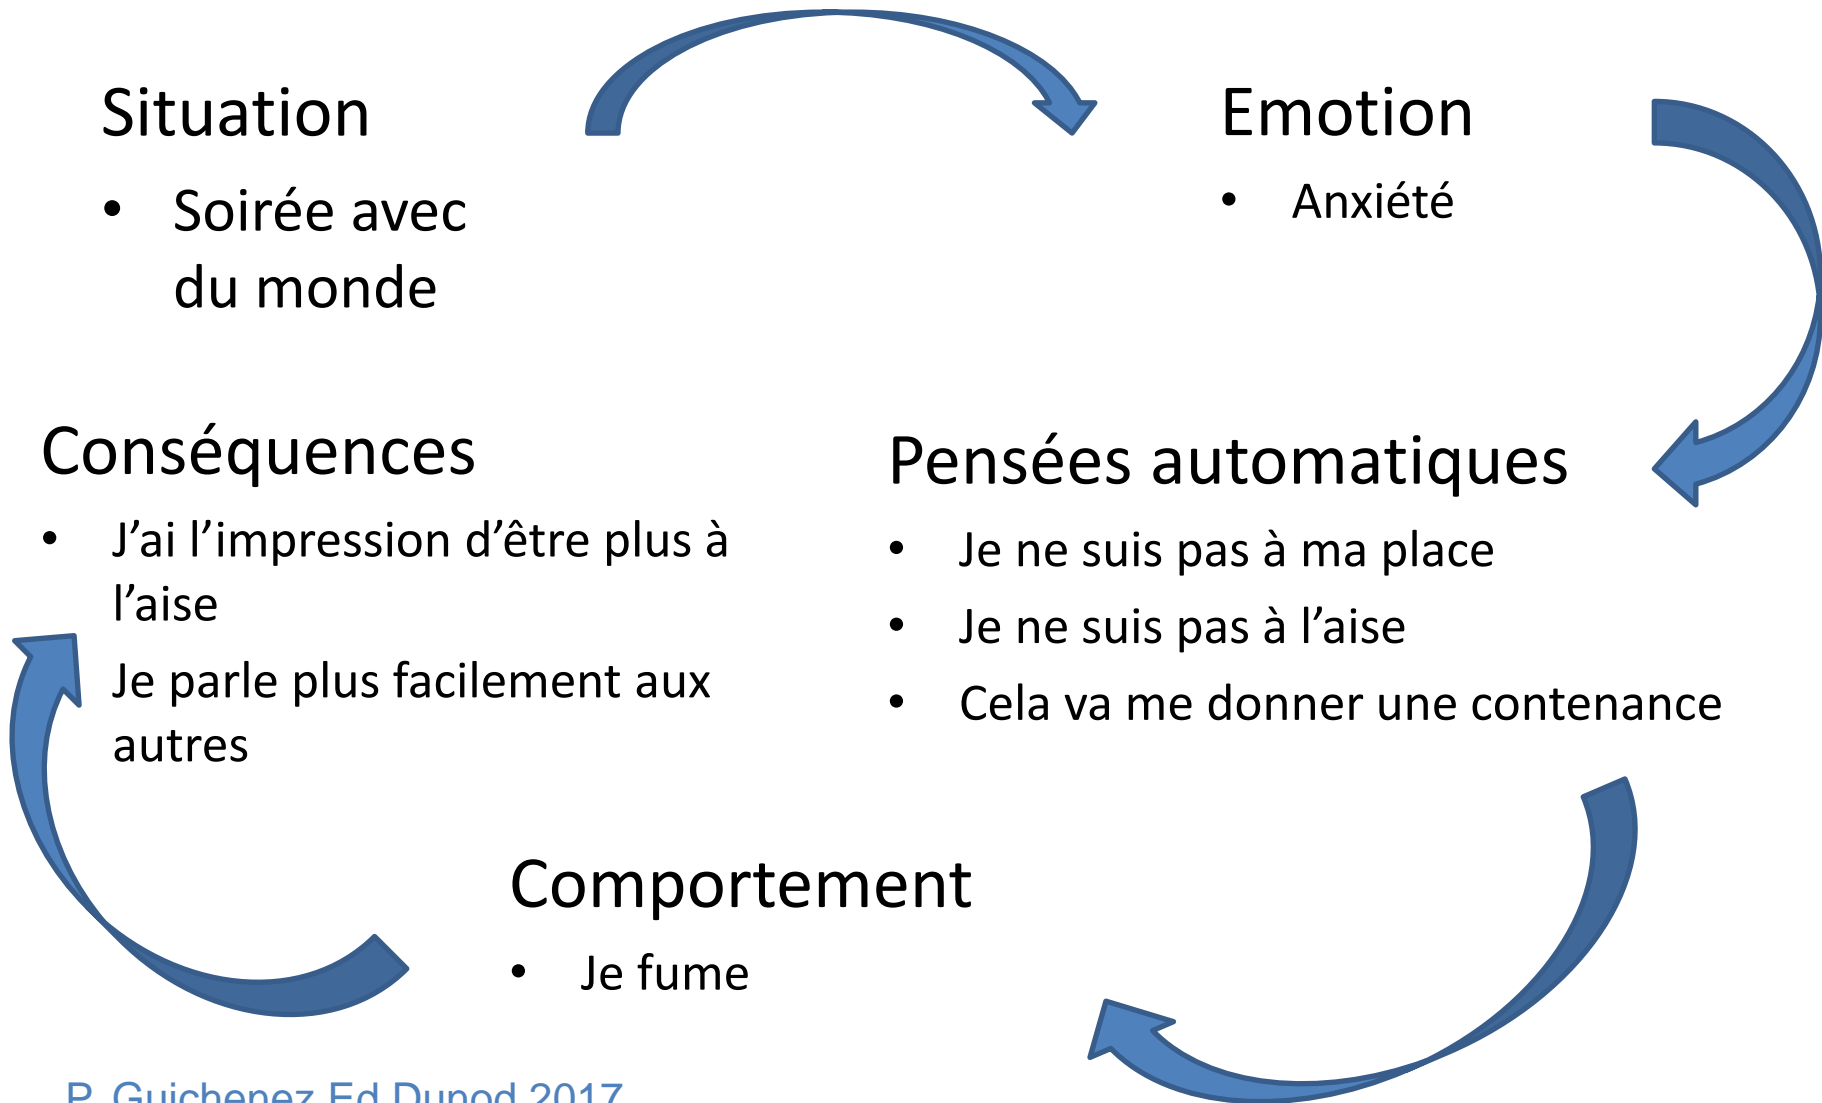 Situation
• Soirée avec
du monde
Emotion
• Anxiété
Pensées automatiques
• Je ne suis pas à ma place
• Je ne suis pas à l’aise
• Cela va me donner une contenance
Comportement
• Je fume
Conséquences
• J’ai l’impression d’être plus à
l’aise
Je parle plus facilement aux
autres
P. Guichenez Ed Dunod 2017